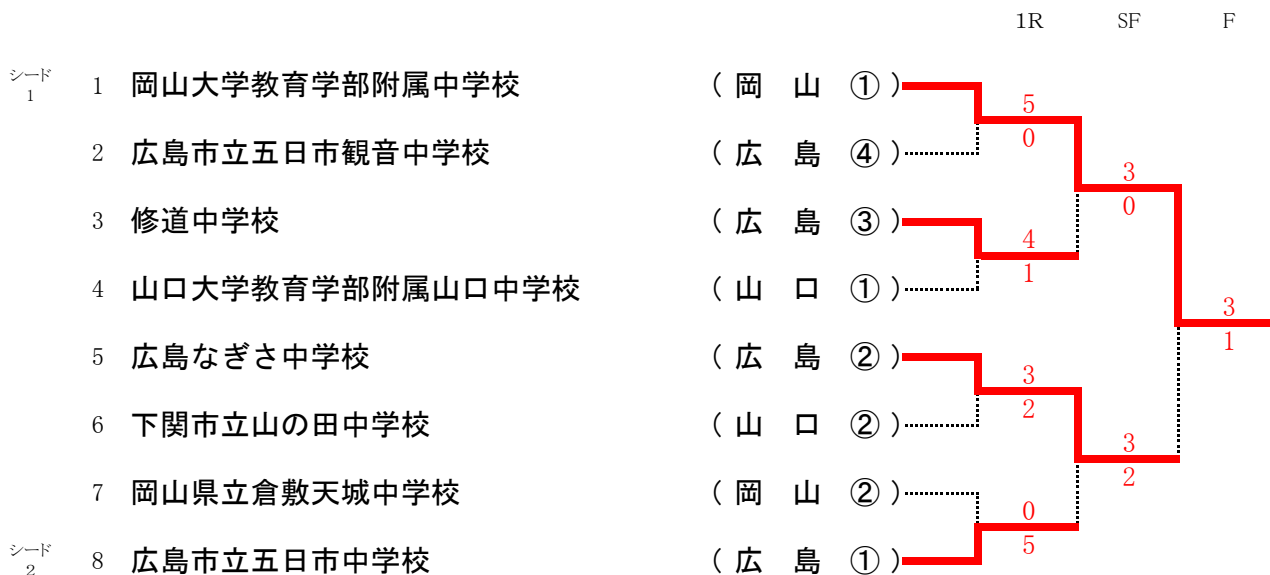 1R SF F
シード 1 1 岡山大学教育学部附属中学校 ( 岡 山 ① ) 
5
0
2 広島市立五日市観音中学校 ( 広 島 ④ )
3
0
3 修道中学校 ( 広 島 ③ )
4
1
4 山口大学教育学部附属山口中学校 ( 山 口 ① )
3
1
5 広島なぎさ中学校 ( 広 島 ② )
3
2
6 下関市立山の田中学校 ( 山 口 ② )
3
2
7 岡山県立倉敷天城中学校 ( 岡 山 ② )
0
5
シード 2 8 広島市立五日市中学校 ( 広 島 ① )